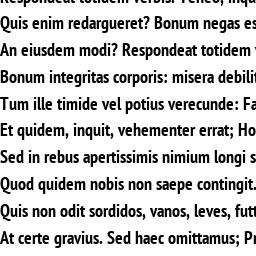 Respondeat totidem verbis. Teneo, inqu
Quis enim redargueret? Bonum negas es
An eiusdem modi? Respondeat totidem
Bonum integritas corporis: misera debilit
Tum ille timide vel potius verecunde: Fa
Et quidem, inquit, vehementer errat; Ho
Sed in rebus apertissimis nimium longi s
Quod quidem nobis non saepe contingit.
Quis non odit sordidos, vanos, leves, futt
At certe gravius. Sed haec omittamus; Pr